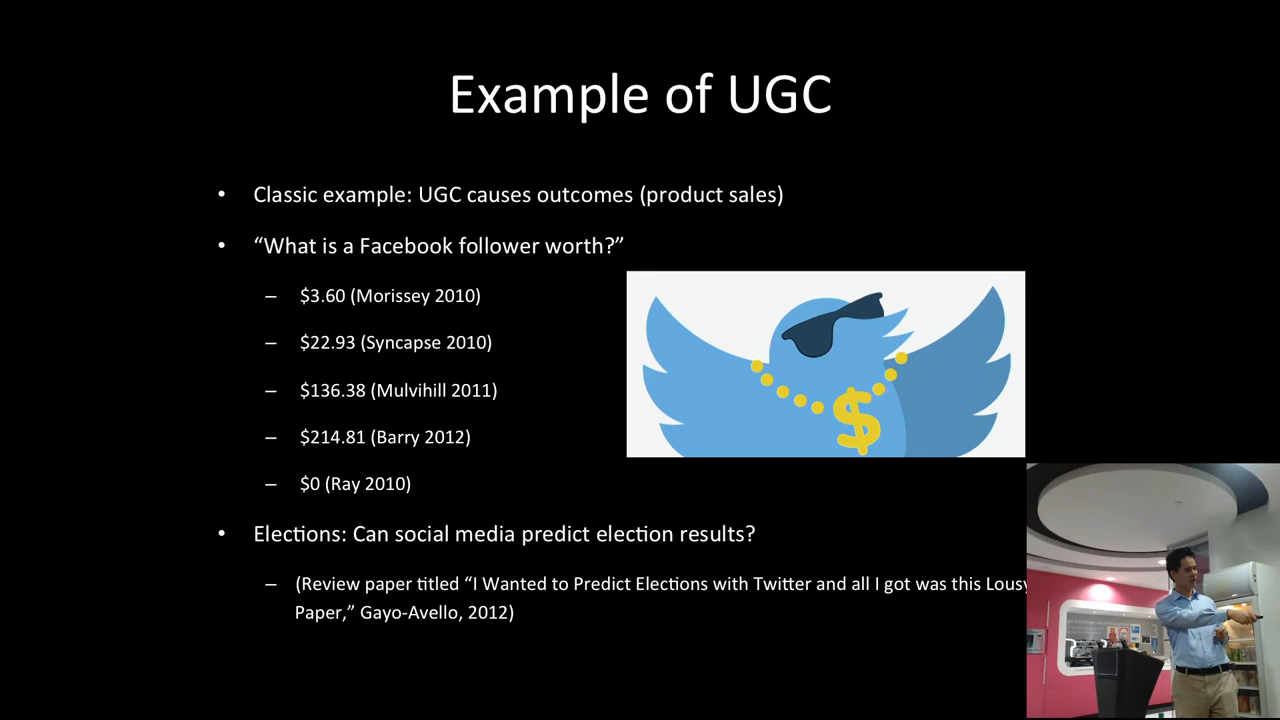 Example of UGC
• Classic example: UGC causes outcomes (product sales)
• “What is a Facebook follower worth?”
– $3.60 (Morissey 2010)
– $22.93 (Syncapse 2010)
– $136.38 (Mulvihill 2011)
– $214.81 (Barry 2012)
$
– $0 (Ray 2010)
• Elections: Can social media predict election results?
– (Review paper titled “I Wanted to Predict Elections with Twitter and all I got was this Lousy
Paper,” Gayo-Avello, 2012)